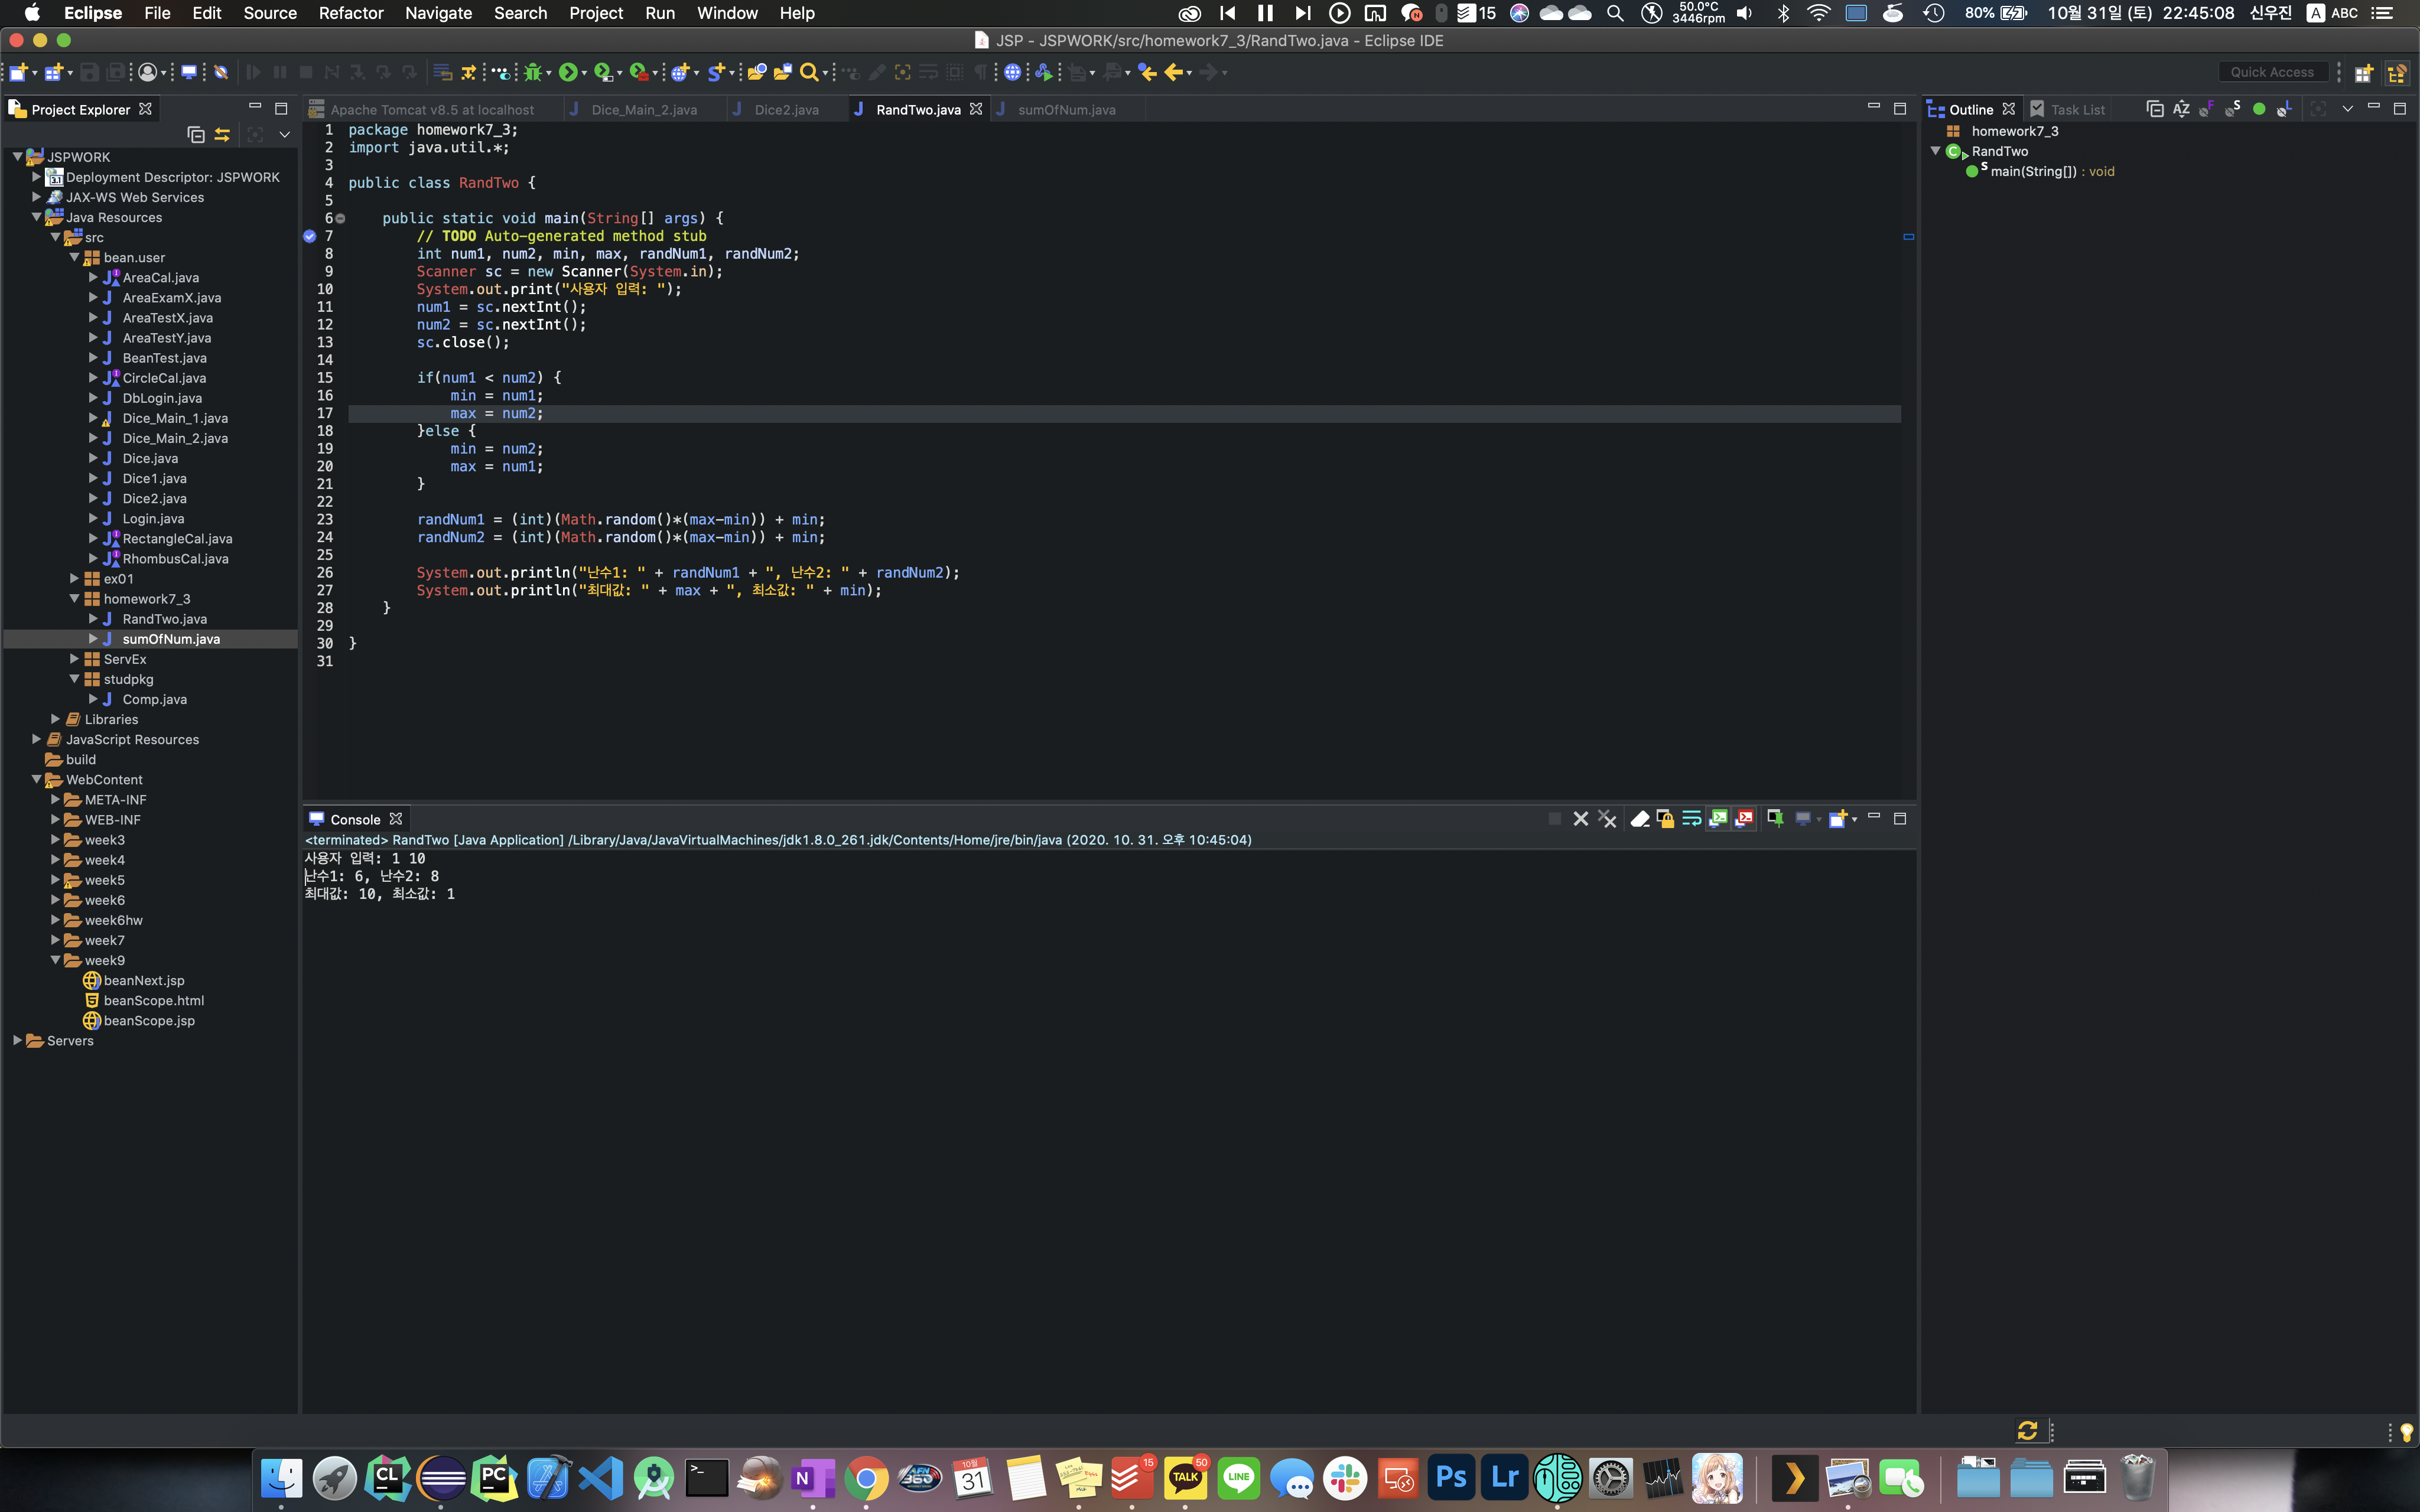 Eclipse File Edit Source Refactor Navigate Search Project Run Window Help 15 50.0°C 3446rpm 80% 10월 31일 (토) 22:45:08 신우진 A ABC
JSP - JSPWORK/src/homework7_3/RandTwo.java - Eclipse IDE
Quick Access
Project Explorer
JSPWORK
Deployment Descriptor: JSPWORK
JAX-WS Web Services
Java Resources
src
bean.user
AreaCal.java
AreaExamX.java
AreaTestX.java
AreaTestY.java
BeanTest.java
CircleCal.java
DbLogin.java
Dice_Main_1.java
Dice_Main_2.java
Dice.java
Dice1.java
Dice2.java
Login.java
RectangleCal.java
RhombusCal.java
ex01
homework7_3
RandTwo.java
sumOfNum.java
ServEx
studpkg
Comp.java
Libraries
JavaScript Resources
build
WebContent
META-INF
WEB-INF
week3
week4
week5
week6
week6hw
week7
week9
beanNext.jsp
beanScope.html
beanScope.jsp
Servers
Apache Tomcat v8.5 at localhost Dice_Main_2.java Dice2.java RandTwo.java sumOfNum.java
1 package homework7_3;
2 import java.util.*;
3
4 public class RandTwo {
5
6 public static void main(String[] args) {
7 // TODO Auto-generated method stub
8 int num1, num2, min, max, randNum1, randNum2;
9 Scanner sc = new Scanner(System.in);
10 System.out.print("사용자 입력: ");
11 num1 = sc.nextInt();
12 num2 = sc.nextInt();
13 sc.close();
14
15 if(num1 < num2) {
16 min = num1;
17 max = num2;
18 }else {
19 min = num2;
20 max = num1;
21 }
22
23 randNum1 = (int)(Math.random()*(max-min)) + min;
24 randNum2 = (int)(Math.random()*(max-min)) + min;
25
26 System.out.println("난수1: " + randNum1 + ", 난수2: " + randNum2);
27 System.out.println("최대값: " + max + ", 최소값: " + min);
28 }
29
30 }
31
Console
<terminated> RandTwo [Java Application] /Library/Java/JavaVirtualMachines/jdk1.8.0_261.jdk/Contents/Home/jre/bin/java (2020. 10. 31. 오후 10:45:04)
사용자 입력: 1 10
난수1: 6, 난수2: 8
최대값: 10, 최소값: 1
Outline Task List
homework7_3
RandTwo
main(String[]) : void
CL PC N 10월 31 15 TALK 50 LINE Ps Lr